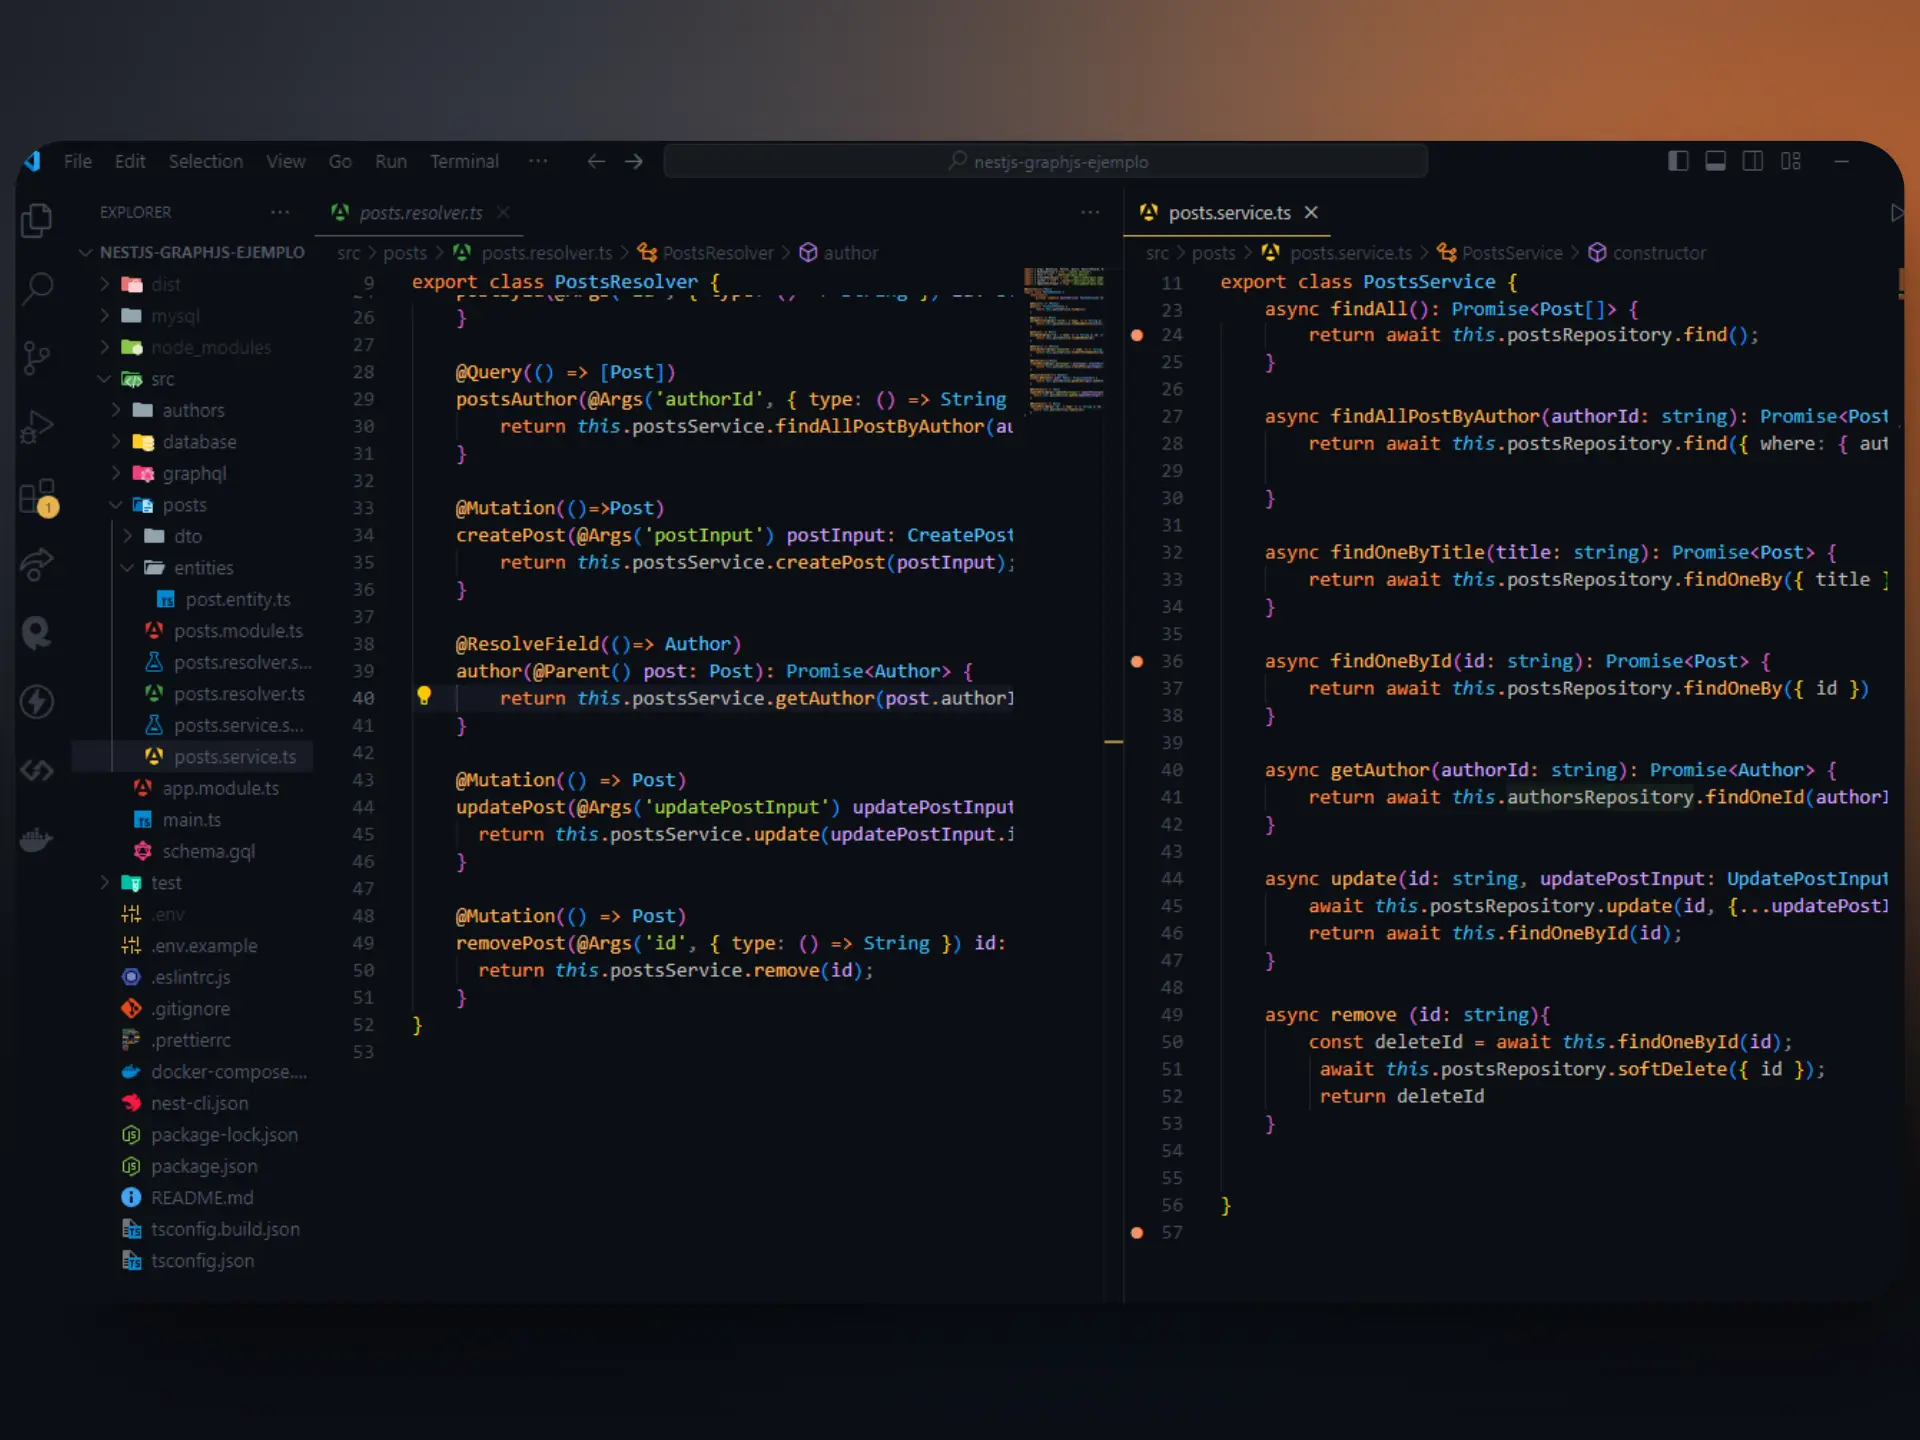 File Edit Selection View Go Run Terminal ··· nestjs-graphjs-ejemplo
EXPLORER ···
NESTJS-GRAPHJS-EJEMPLO
dist
mysql
node_modules
src
authors
database
graphql
posts
dto
entities
post.entity.ts
posts.module.ts
posts.resolver.s...
posts.resolver.ts
posts.service.s...
posts.service.ts
app.module.ts
main.ts
schema.gql
test
.env
.env.example
.eslintrc.js
.gitignore
.prettierrc
docker-compose....
nest-cli.json
package-lock.json
package.json
README.md
tsconfig.build.json
tsconfig.json
1
posts.resolver.ts ···
src > posts > posts.resolver.ts > PostsResolver > author
9 export class PostsResolver {
26 }
27
28 @Query(() => [Post])
29 postsAuthor(@Args('authorId', { type: () => String
30 return this.postsService.findAllPostByAuthor(au
31 }
32
33 @Mutation(()=>Post)
34 createPost(@Args('postInput') postInput: CreatePost
35 return this.postsService.createPost(postInput);
36 }
37
38 @ResolveField(()=> Author)
39 author(@Parent() post: Post): Promise<Author> {
40 return this.postsService.getAuthor(post.authorI
41 }
42
43 @Mutation(() => Post)
44 updatePost(@Args('updatePostInput') updatePostInput
45 return this.postsService.update(updatePostInput.i
46 }
47
48 @Mutation(() => Post)
49 removePost(@Args('id', { type: () => String }) id:
50 return this.postsService.remove(id);
51 }
52 }
53
posts.service.ts
src > posts > posts.service.ts > PostsService > constructor
11 export class PostsService {
23 async findAll(): Promise<Post[]> {
24 return await this.postsRepository.find();
25 }
26
27 async findAllPostByAuthor(authorId: string): Promise<Post
28 return await this.postsRepository.find({ where: { aut
29
30 }
31
32 async findOneByTitle(title: string): Promise<Post> {
33 return await this.postsRepository.findOneBy({ title }
34 }
35
36 async findOneById(id: string): Promise<Post> {
37 return await this.postsRepository.findOneBy({ id })
38 }
39
40 async getAuthor(authorId: string): Promise<Author> {
41 return await this.authorsRepository.findOneId(authorI
42 }
43
44 async update(id: string, updatePostInput: UpdatePostInput
45 await this.postsRepository.update(id, {...updatePostI
46 return await this.findOneById(id);
47 }
48
49 async remove (id: string){
50 const deleteId = await this.findOneById(id);
51 await this.postsRepository.softDelete({ id });
52 return deleteId
53 }
54
55
56 }
57